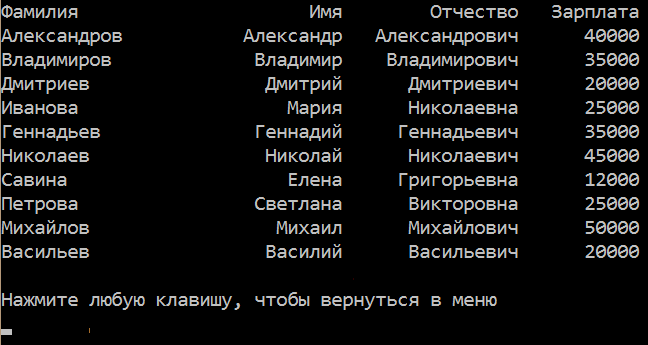 Фамилия Имя Отчество Зарплата
Александров Александр Александрович 40000
Владимиров Владимир Владимирович 35000
Дмитриев Дмитрий Дмитриевич 20000
Иванова Мария Николаевна 25000
Геннадьев Геннадий Геннадьевич 35000
Николаев Николай Николаевич 45000
Савина Елена Григорьевна 12000
Петрова Светлана Викторовна 25000
Михайлов Михаил Михайлович 50000
Васильев Василий Васильевич 20000
Нажмите любую клавишу, чтобы вернуться в меню